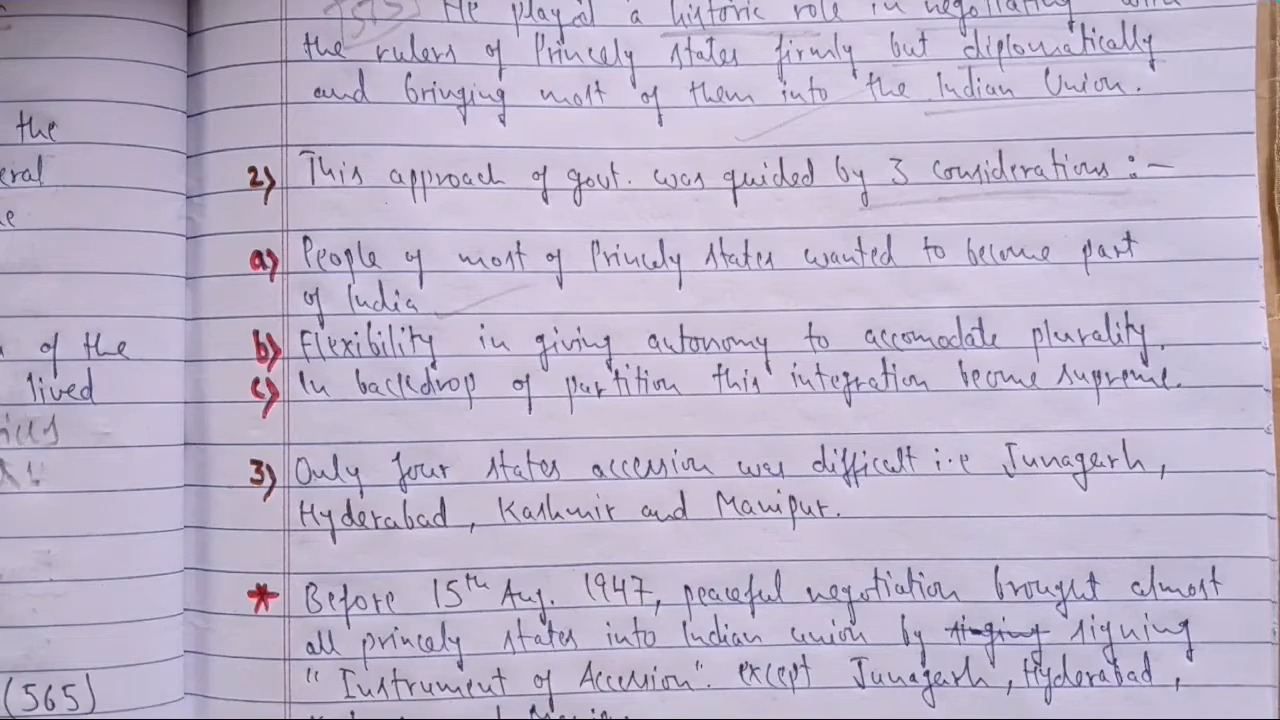 the
eral
e
of the
lived
(565)
He played a historic role in negotiating with
the rulers of Princely states firmly but diplomatically
and bringing most of them into the Indian Union.
2) This approach of govt. was guided by 3 considerations :-
a) People of most of Princely states wanted to become part
of India
b) Flexibility in giving autonomy to accomodate plurality.
c) In backdrop of partition this integration become supreme.
3) Only four states accession was difficult i.e Junagarh,
Hyderabad, Kashmir and Manipur.
* Before 15th Aug. 1947, peaceful negotiation brought almost
all princely states into Indian union by singing signing
"Instrument of Accession". except Junagarh, Hyderabad,